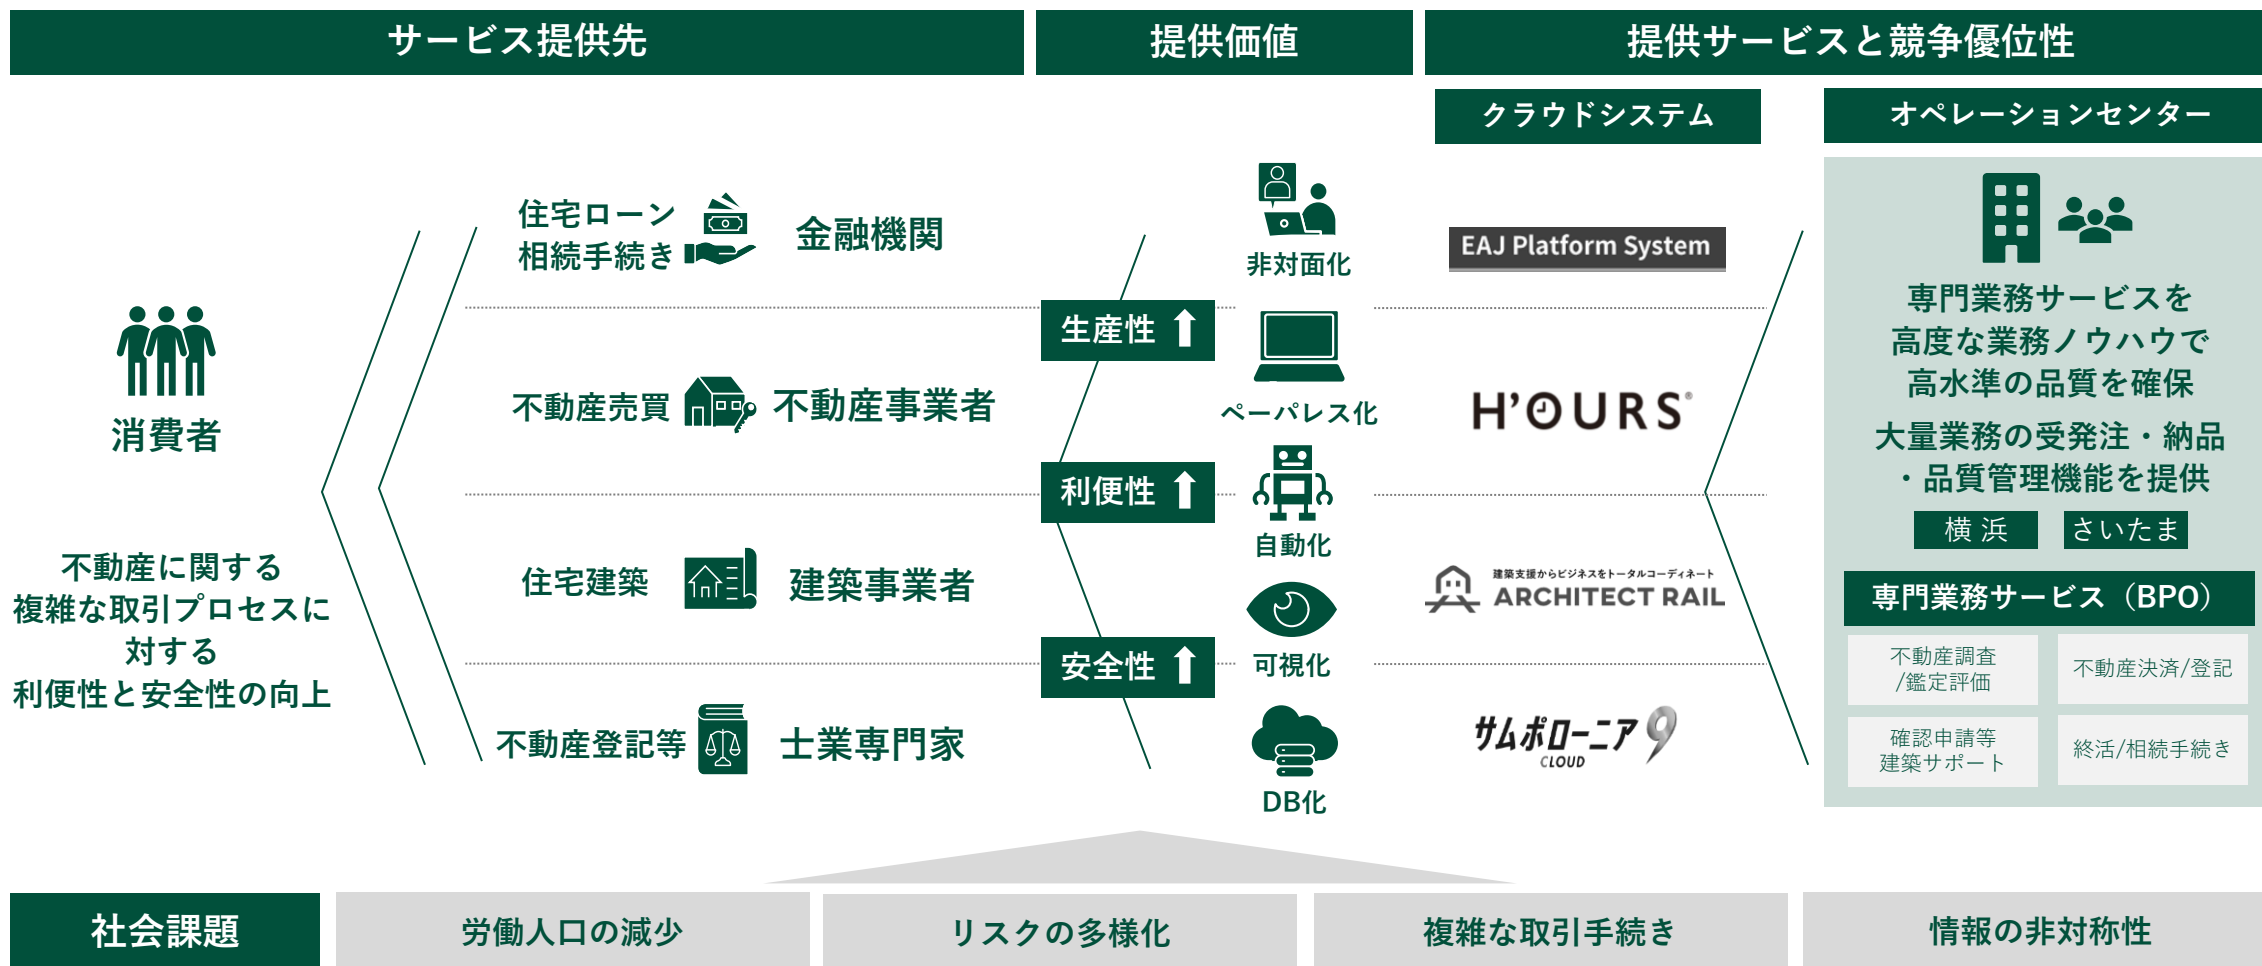 サービス提供先
提供価値
提供サービスと競争優位性
クラウドシステム
オペレーションセンター
消費者
不動産に関する
複雑な取引プロセスに
対する
利便性と安全性の向上
住宅ローン
相続手続き
金融機関
不動産売買
不動産事業者
住宅建築
建築事業者
不動産登記等
士業専門家
生産性
利便性
安全性
非対面化
ペーパレス化
自動化
可視化
DB化
EAJ Platform System
H'OURS®
建築支援からビジネスをトータルコーディネート
ARCHITECT RAIL
サムポローニア9
CLOUD
専門業務サービスを
高度な業務ノウハウで
高水準の品質を確保
大量業務の受発注・納品
・品質管理機能を提供
横 浜
さいたま
専門業務サービス（BPO）
不動産調査
/鑑定評価
不動産決済/登記
確認申請等
建築サポート
終活/相続手続き
社会課題
労働人口の減少
リスクの多様化
複雑な取引手続き
情報の非対称性